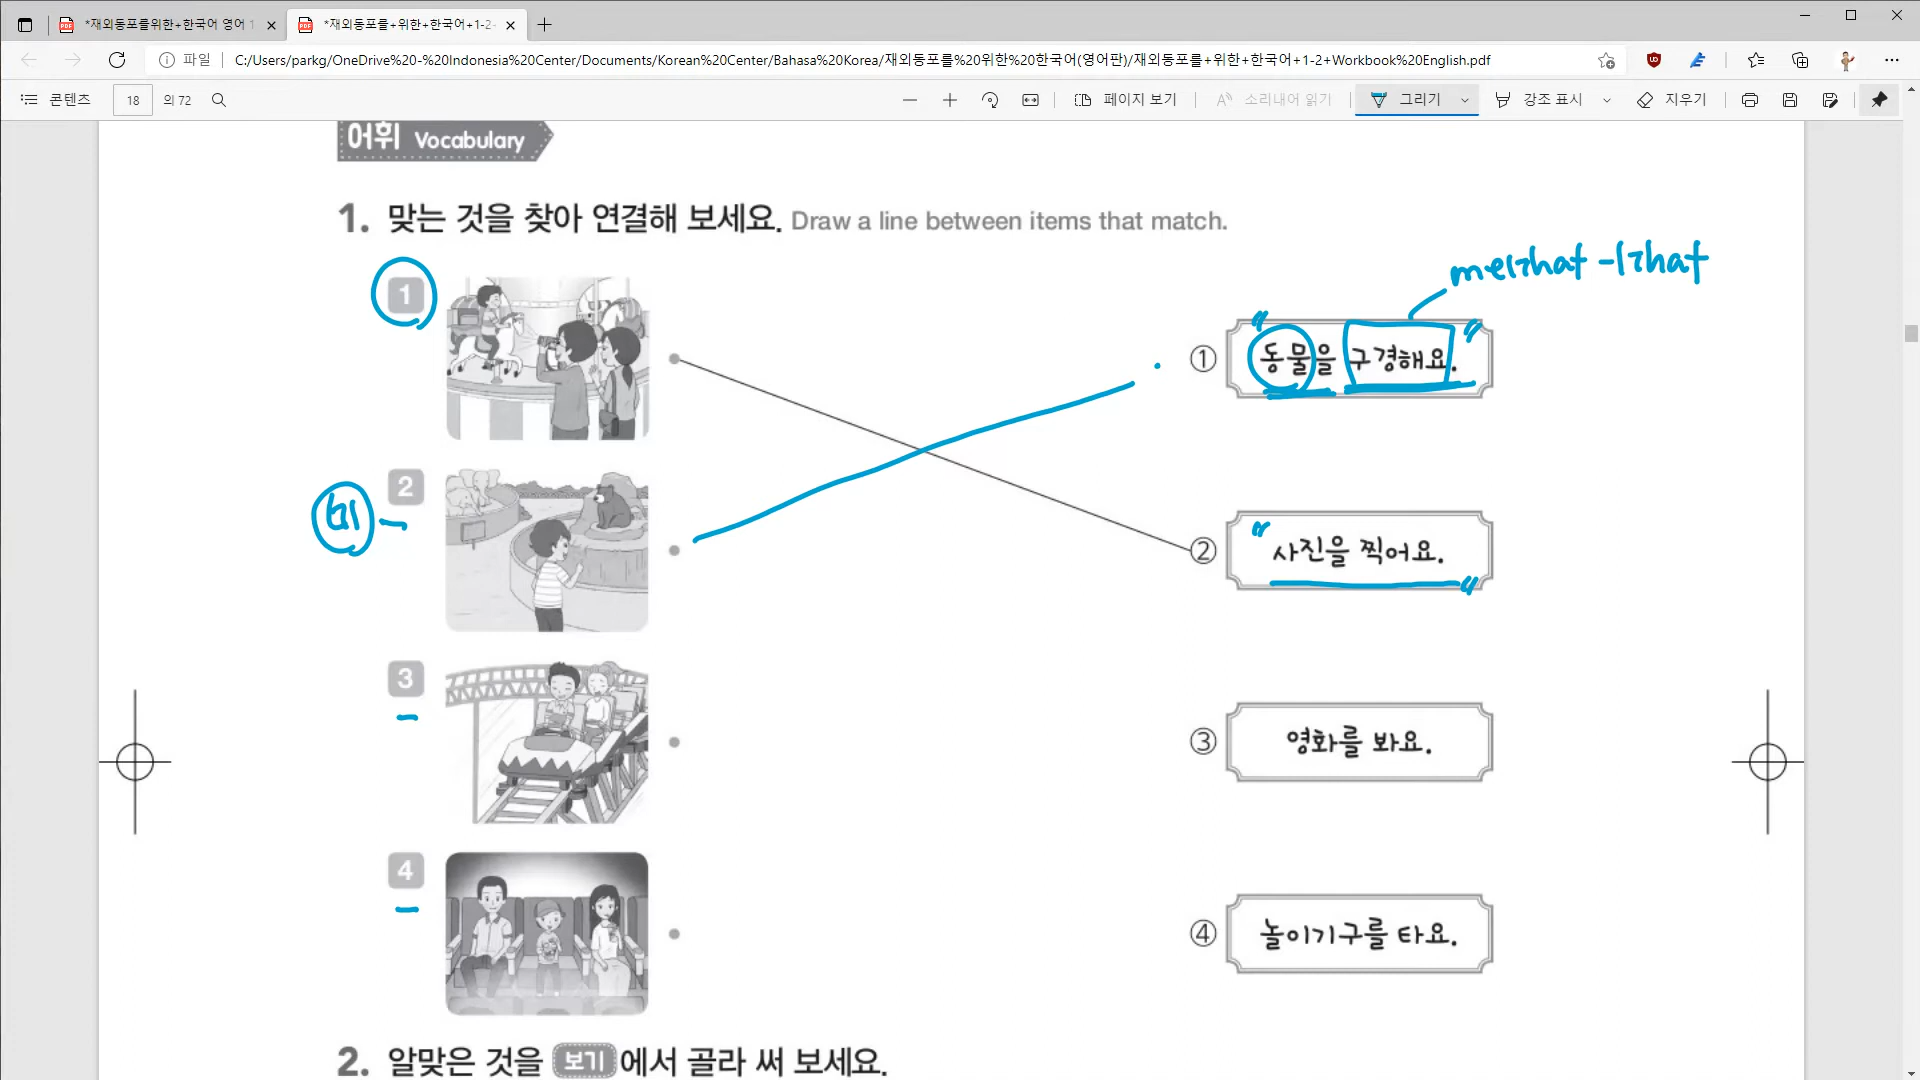 *재외동포를위한+한국어 영어 1
*재외동포를+위한+한국어+1-2-
파일
C:/Users/parkg/OneDrive%20-%20Indonesia%20Center/Documents/Korean%20Center/Bahasa%20Korea/재외동포를%20위한%20한국어(영어판)/재외동포를+위한+한국어+1-2+Workbook%20English.pdf
콘텐츠 18 의 72 페이지 보기 소리내어 읽기 그리기 강조 표시 지우기
어휘 Vocabulary
1. 맞는 것을 찾아 연결해 보세요. Draw a line between items that match.
melihat-lihat
1
① "동물을 구경해요."
2
② "사진을 찍어요."
3
③ 영화를 봐요.
4
④ 놀이기구를 타요.
2. 알맞은 것을 보기 에서 골라 써 보세요.